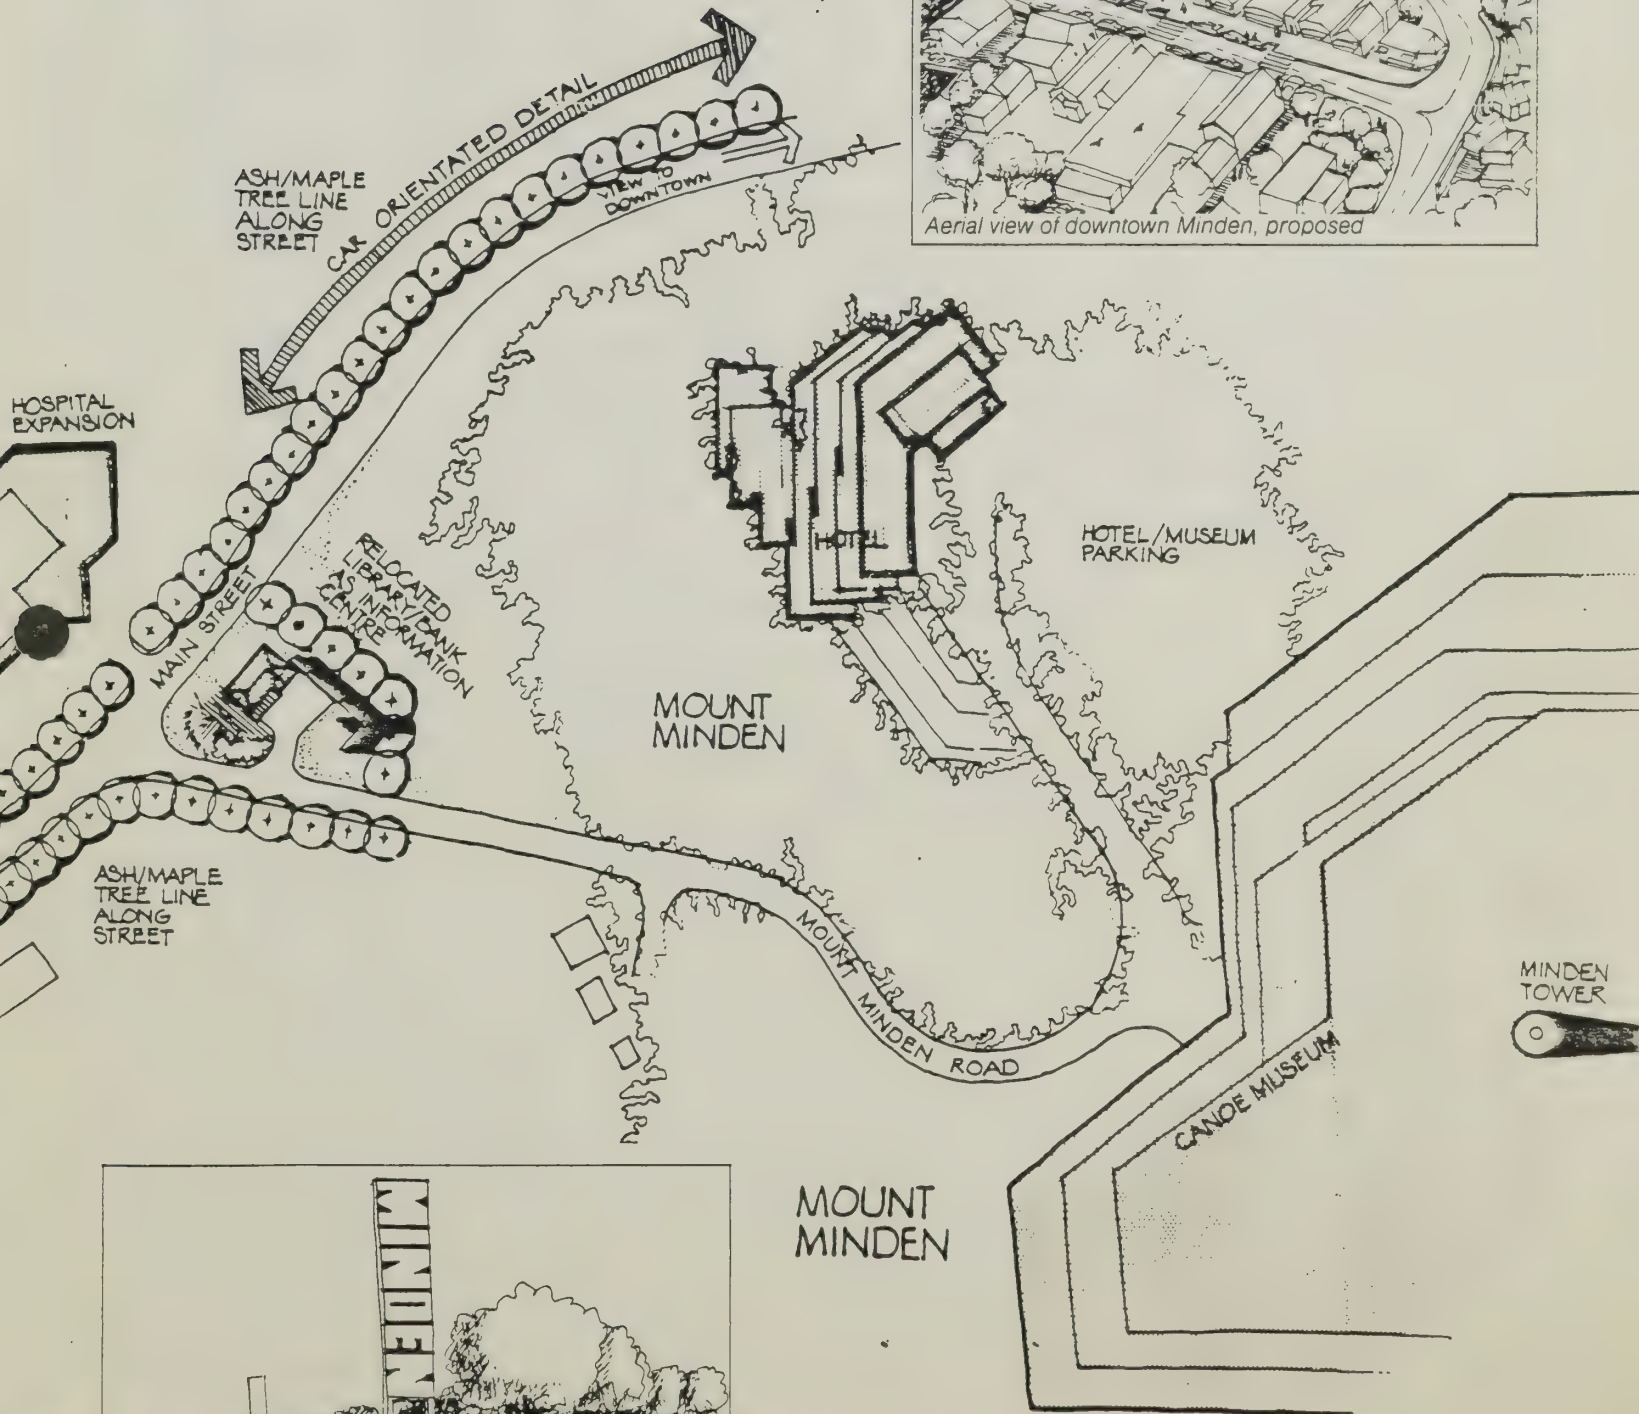 Aerial view of downtown Minden, proposed
CAR ORIENTATED DETAIL
ASH/MAPLE
TREE LINE
ALONG
STREET
VIEW TO
DOWNTOWN
HOSPITAL
EXPANSION
HOTEL
HOTEL/MUSEUM
PARKING
RELOCATED
LIBRARY/BANK
AS INFORMATION
CENTRE
MAIN STREET
MOUNT
MINDEN
ASH/MAPLE
TREE LINE
ALONG
STREET
MOUNT MINDEN ROAD
MINDEN
TOWER
CANOE MUSEUM
MOUNT
MINDEN
MINDEN